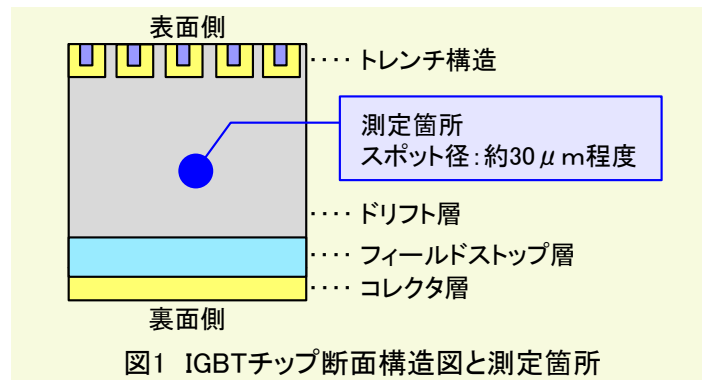 表面側
････ トレンチ構造
測定箇所
スポット径:約30μm程度
････ ドリフト層
････ フィールドストップ層
････ コレクタ層
裏面側
図1 IGBTチップ断面構造図と測定箇所